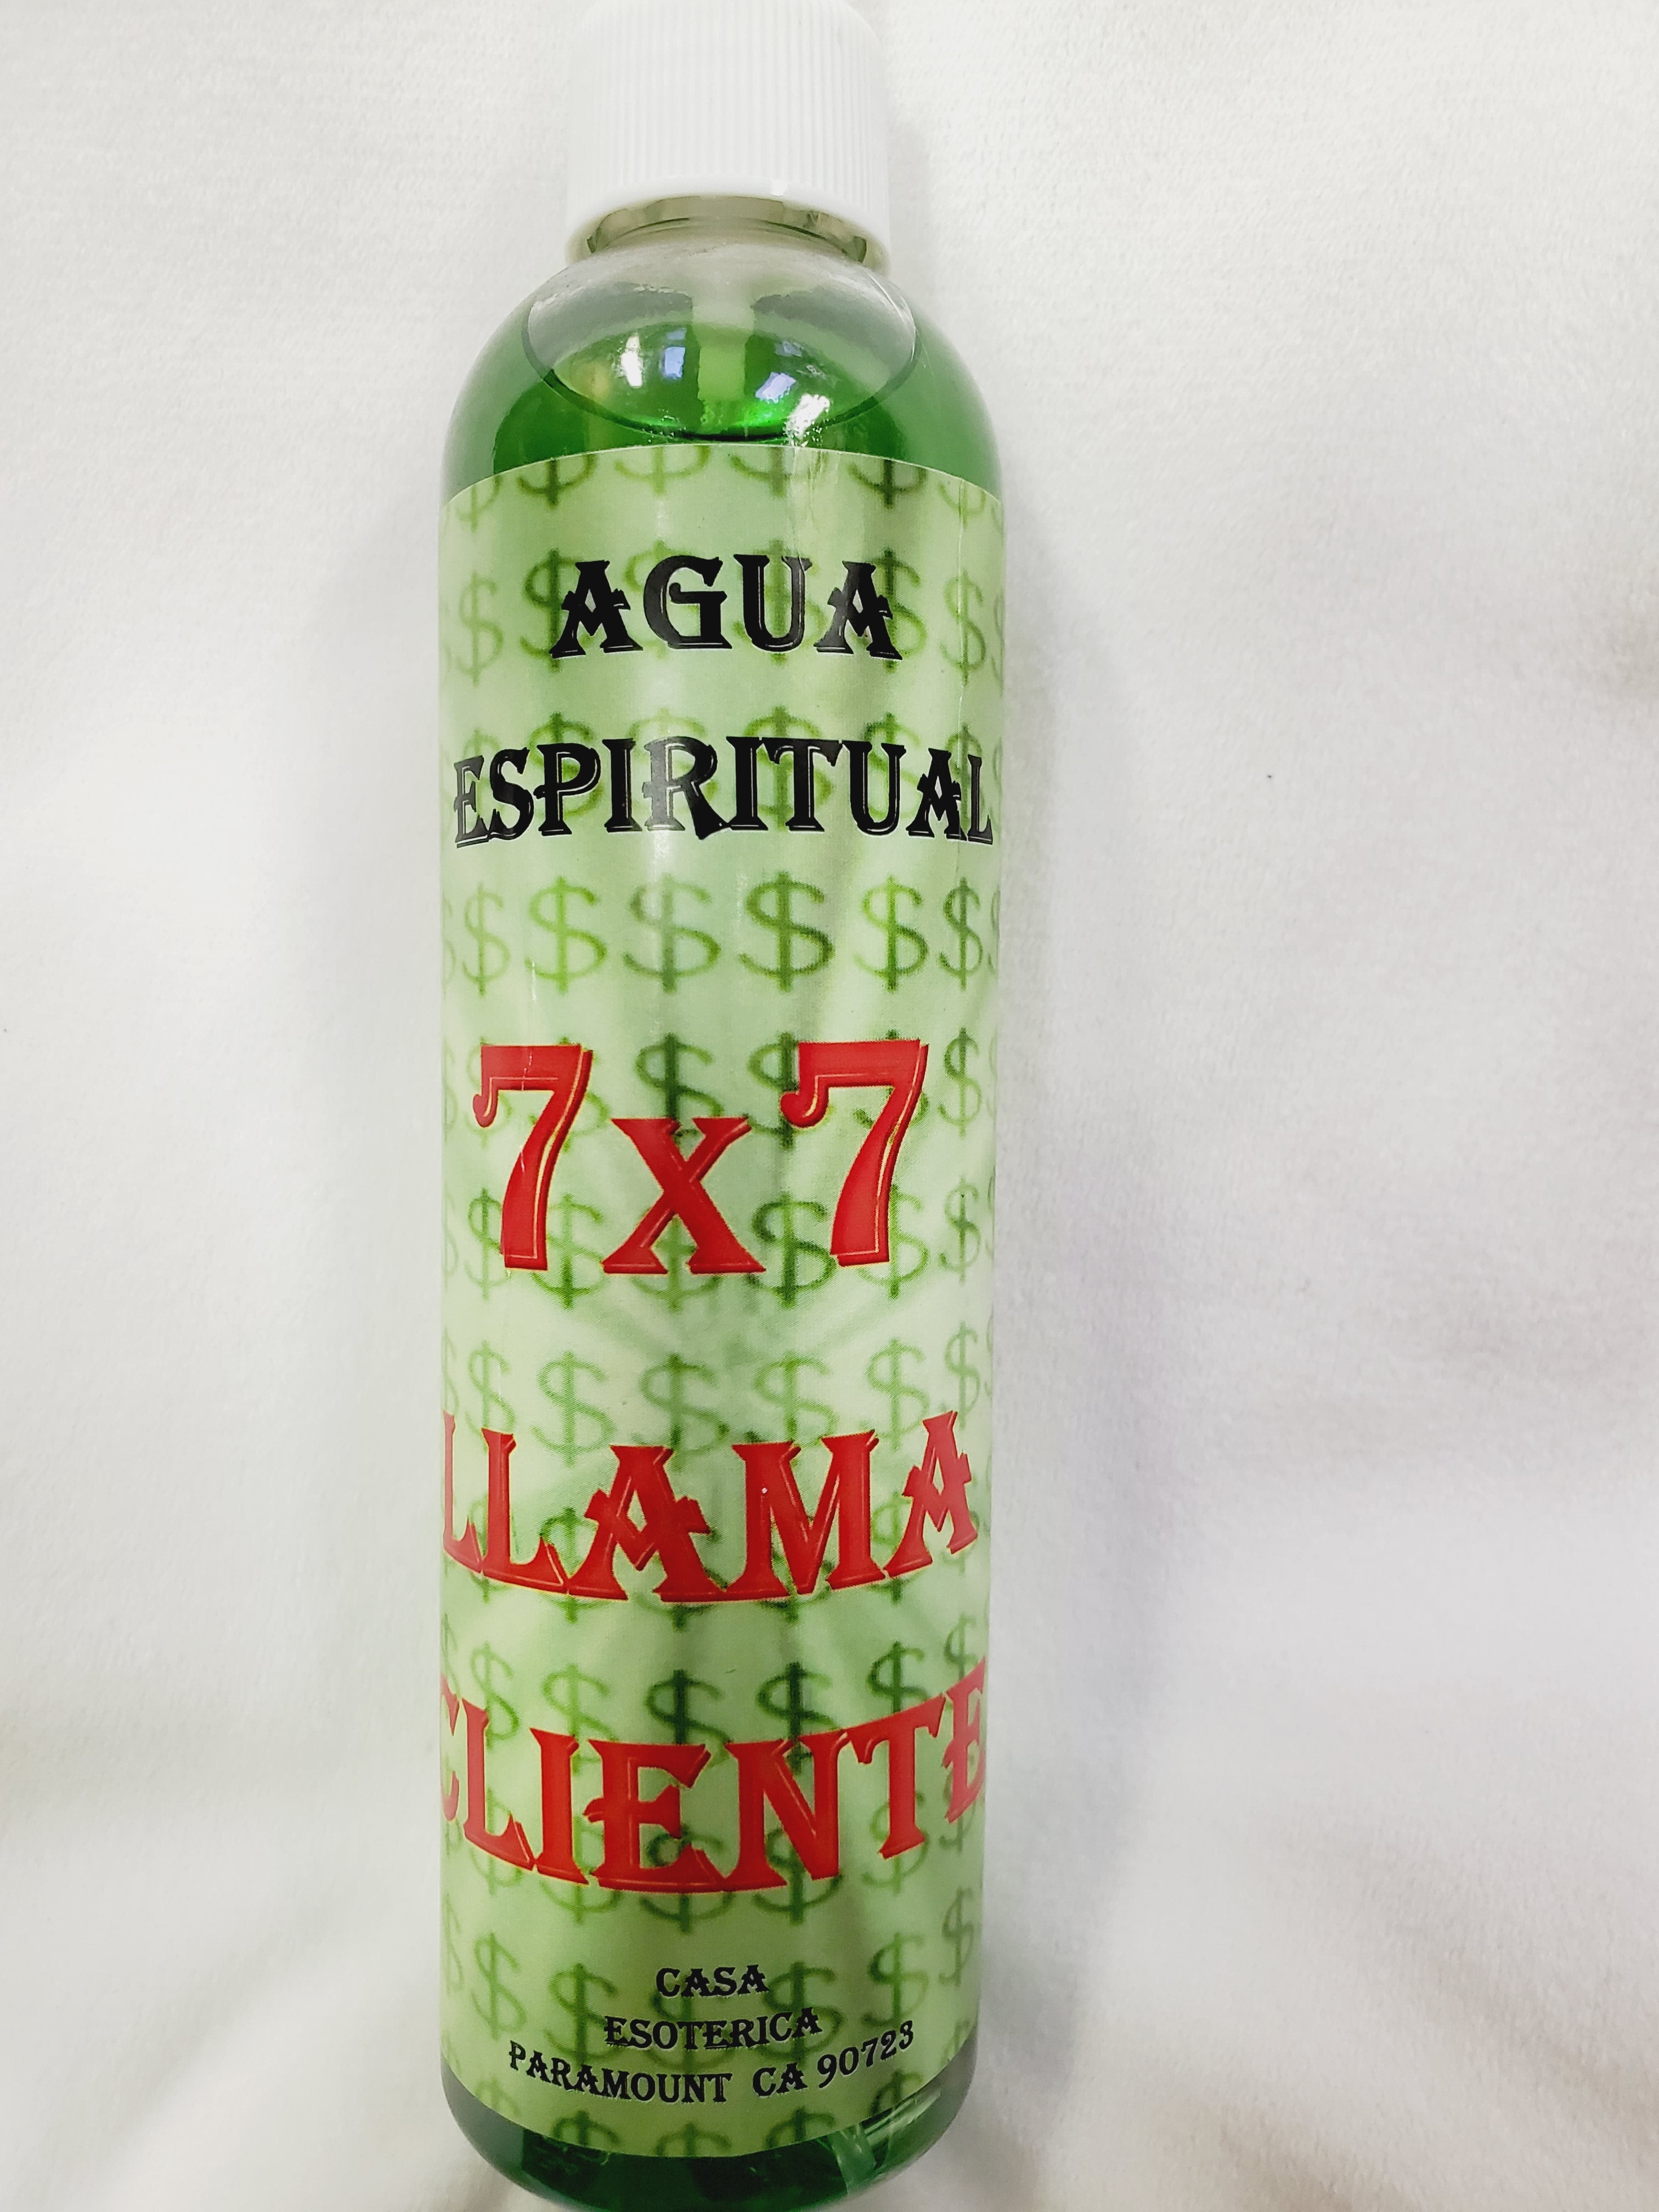 AGUA
ESPIRITUAL
7x7
LLAMA
CLIENTE
CASA
ESOTERICA
PARAMOUNT CA 90723